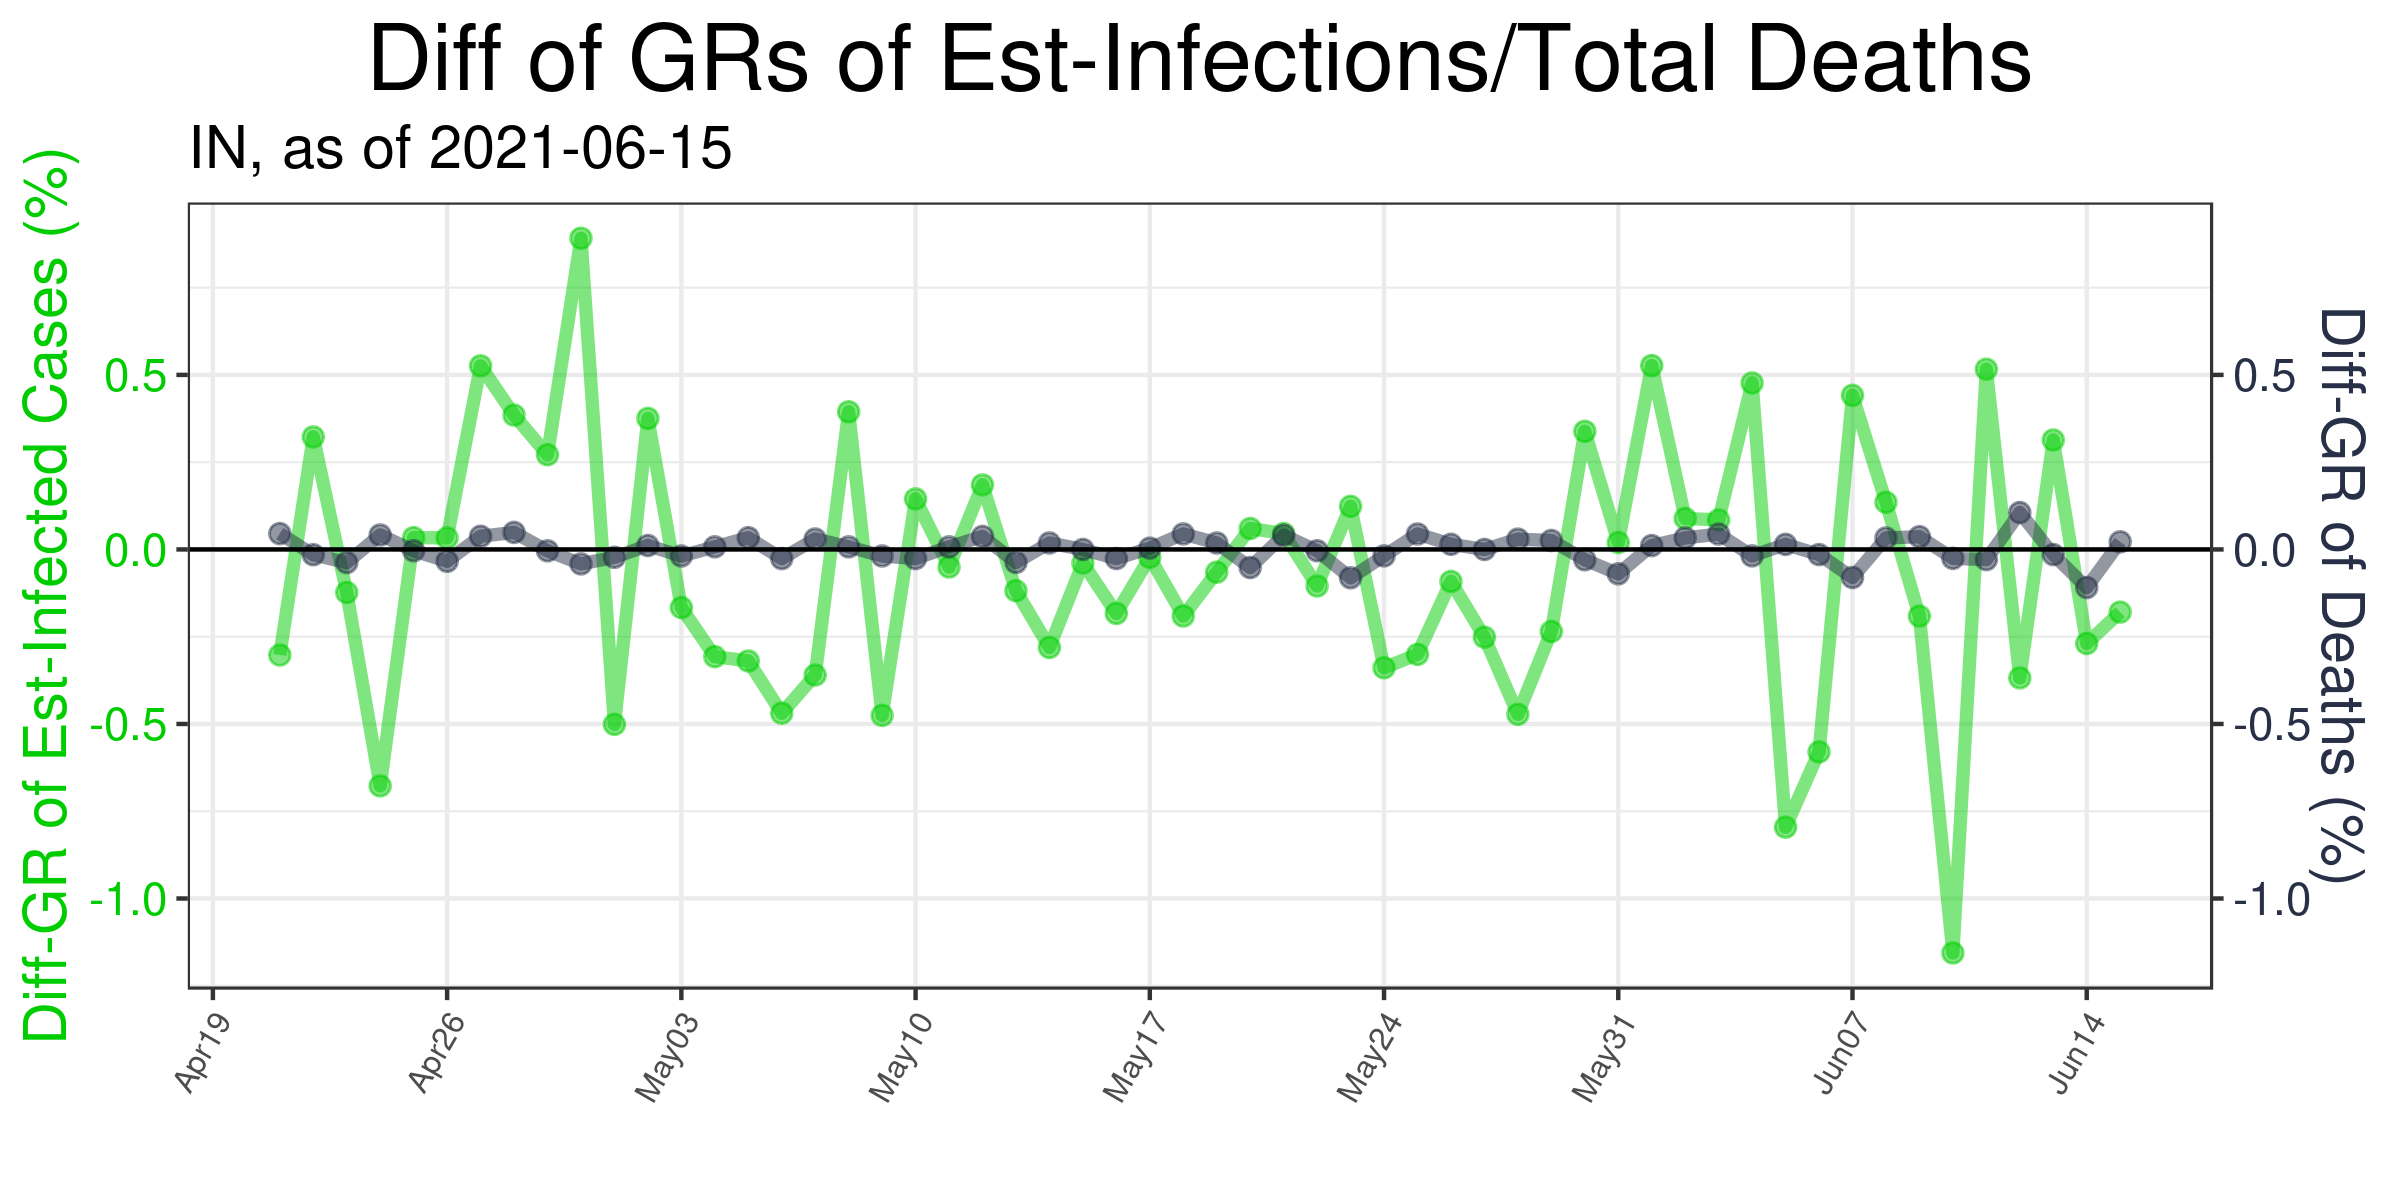 Diff of GRs of Est-Infections/Total Deaths
IN, as of 2021-06-15
Diff-GR of Est-Infected Cases (%)
0.5
0.0
-0.5
-1.0
0.5
0.0
-0.5
-1.0
Diff-GR of Deaths (%)
Apr19
Apr26
May03
May10
May17
May24
May31
Jun07
Jun14